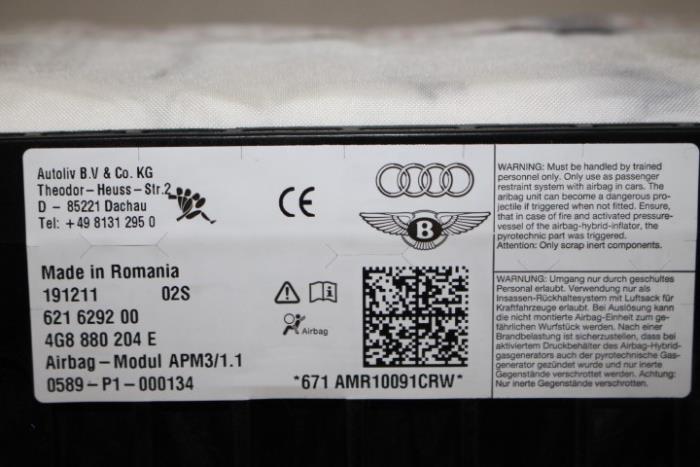 Autoliv B.V & Co. KG
Theodor-Heuss-Str.2
D - 85221 Dachau
Tel: +49 8131 295 0
CE
B
Made in Romania
191211 02S
621 6292 00
4G8 880 204 E
Airbag-Modul APM3/1.1
0589-P1-000134
Airbag
*671 AMR10091CRW*
WARNING: Must be handled by trained
personnel only. Only use as passenger
restraint system with airbag in cars. The
airbag unit can become a dangerous pro-
jectile if triggered when not fitted. Ensure,
that in case of fire and activated pressure-
vessel of the airbag-hybrid-inflator, the
pyrotechnic part was triggered.
Attention: Only scrap inert components.
WARNUNG: Umgang nur durch geschultes
Personal erlaubt. Verwendung nur als
Insassen-Rückhaltesystem mit Luftsack für
Kraftfahrzeuge erlaubt. Bei Auslösung kann
die nicht montierte Airbag-Einheit zum ge-
fährlichen Wurfstück werden. Nach einer
Brandbelastung ist sicherzustellen, dass bei
aktiviertem Druckbehälter des Airbag-Hybrid-
gasgenerators auch der pyrotechnische Gas-
generator gezündet wurde. Achtung:
Nur inerte Gegenstände verschrotten.